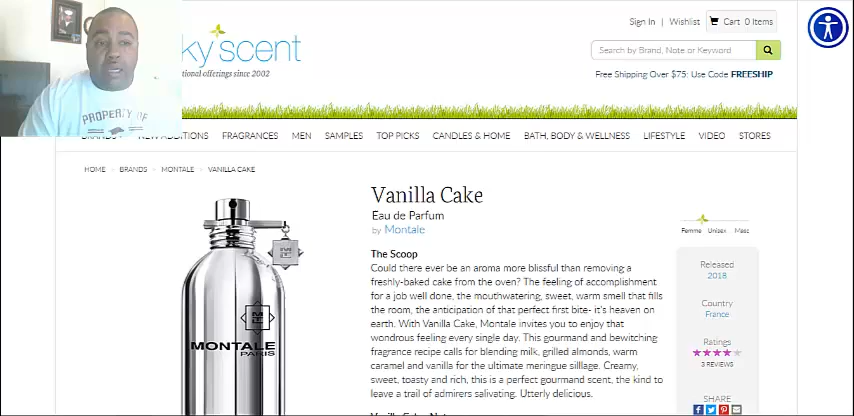 PROPERTY OF
Sign In | Wishlist Cart 0 Items
ky scent
tional offerings since 2002
Search by Brand, Note or Keyword
Free Shipping Over $75: Use Code FREESHIP
BRANDS NEW ADDITIONS FRAGRANCES MEN SAMPLES TOP PICKS CANDLES & HOME BATH, BODY & WELLNESS LIFESTYLE VIDEO STORES
HOME BRANDS MONTALE VANILLA CAKE
Vanilla Cake
Eau de Parfum
by Montale
The Scoop
Could there ever be an aroma more blissful than removing a
freshly-baked cake from the oven? The feeling of accomplishment
for a job well done, the mouthwatering, sweet, warm smell that fills
the room, the anticipation of that perfect first bite- it's heaven on
earth, With Vanilla Cake, Montale invites you to enjoy that
wondrous feeling every single day. This gourmand and bewitching
fragrance recipe calls for blending milk, grilled almonds, warm
caramel and vanilla for the ultimate meringue silllage. Creamy,
sweet, toasty and rich, this is a perfect gourmand scent, the kind to
leave a trail of admirers salivating. Utterly delicious.
MONTALE
PARIS
Femme Unisex Masc
Released
2018
Country
France
Ratings
3 REVIEWS
SHARE